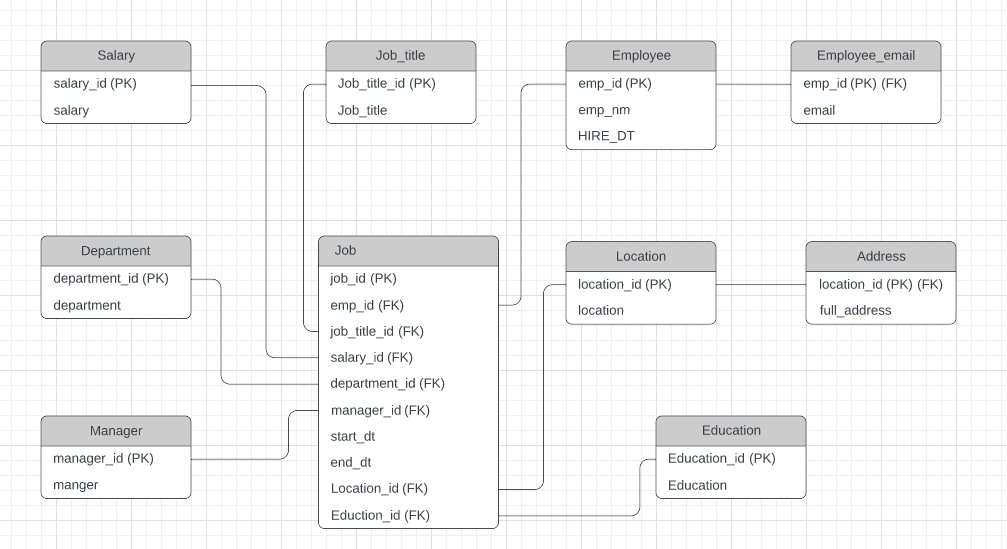 Salary
salary_id (PK)
salary
Job_title
Job_title_id (PK)
Job_title
Employee
emp_id (PK)
emp_nm
HIRE_DT
Employee_email
emp_id (PK) (FK)
email
Department
department_id (PK)
department
Job
job_id (PK)
emp_id (FK)
job_title_id (FK)
salary_id (FK)
department_id (FK)
manager_id (FK)
start_dt
end_dt
Location_id (FK)
Eduction_id (FK)
Location
location_id (PK)
location
Address
location_id (PK) (FK)
full_address
Manager
manager_id (PK)
manger
Education
Education_id (PK)
Education